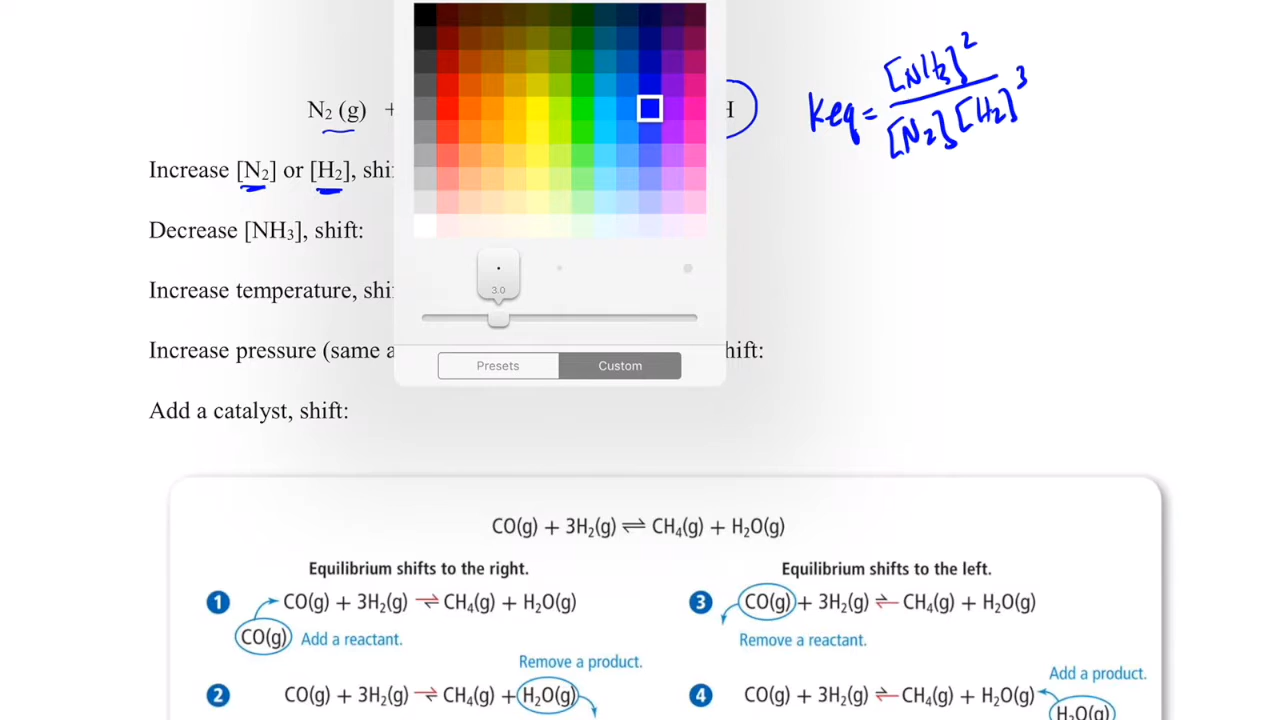 N₂ (g) + H
Keq = [NH₃]² / [N₂] [H₂]³
Increase [N₂] or [H₂], shi
Decrease [NH₃], shift:
3.0
Increase temperature, shi
Increase pressure (same a hift:
Presets Custom
Add a catalyst, shift:
CO(g) + 3H₂(g) ⇌ CH₄(g) + H₂O(g)
Equilibrium shifts to the right.
1 CO(g) + 3H₂(g) ⇌ CH₄(g) + H₂O(g)
CO(g) Add a reactant.
Remove a product.
2 CO(g) + 3H₂(g) ⇌ CH₄(g) + H₂O(g)
Equilibrium shifts to the left.
3 CO(g) + 3H₂(g) ⇌ CH₄(g) + H₂O(g)
Remove a reactant.
Add a product.
4 CO(g) + 3H₂(g) ⇌ CH₄(g) + H₂O(g)
H₂O(g)